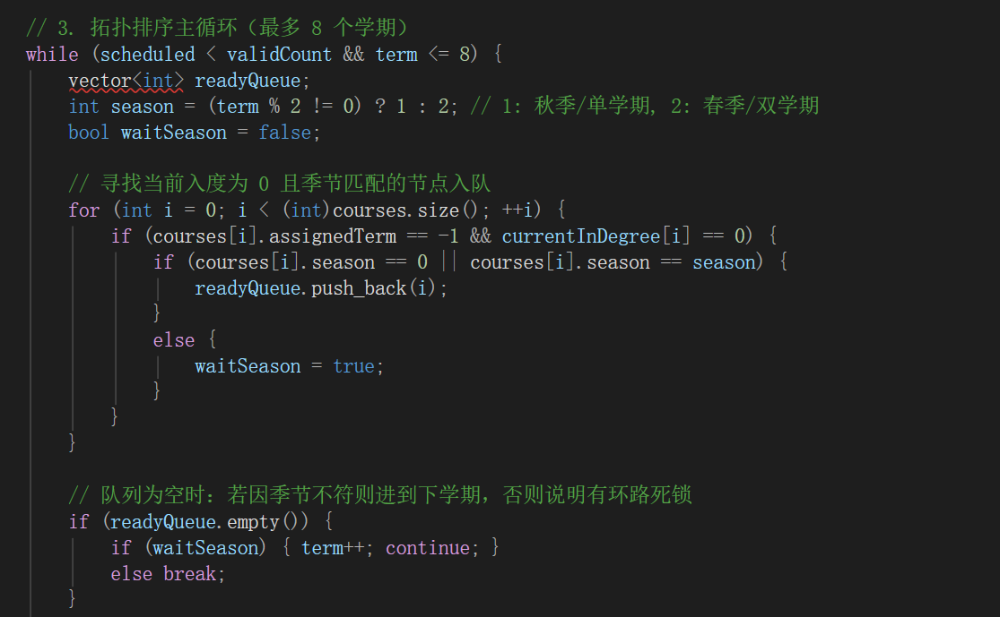 // 3. 拓扑排序主循环（最多 8 个学期）
while (scheduled < validCount && term <= 8) {
vector<int> readyQueue;
int season = (term % 2 != 0) ? 1 : 2; // 1: 秋季/单学期, 2: 春季/双学期
bool waitSeason = false;
// 寻找当前入度为 0 且季节匹配的节点入队
for (int i = 0; i < (int)courses.size(); ++i) {
if (courses[i].assignedTerm == -1 && currentInDegree[i] == 0) {
if (courses[i].season == 0 || courses[i].season == season) {
readyQueue.push_back(i);
}
else {
waitSeason = true;
}
}
}
// 队列为空时: 若因季节不符则进到下学期，否则说明有环路死锁
if (readyQueue.empty()) {
if (waitSeason) { term++; continue; }
else break;
}